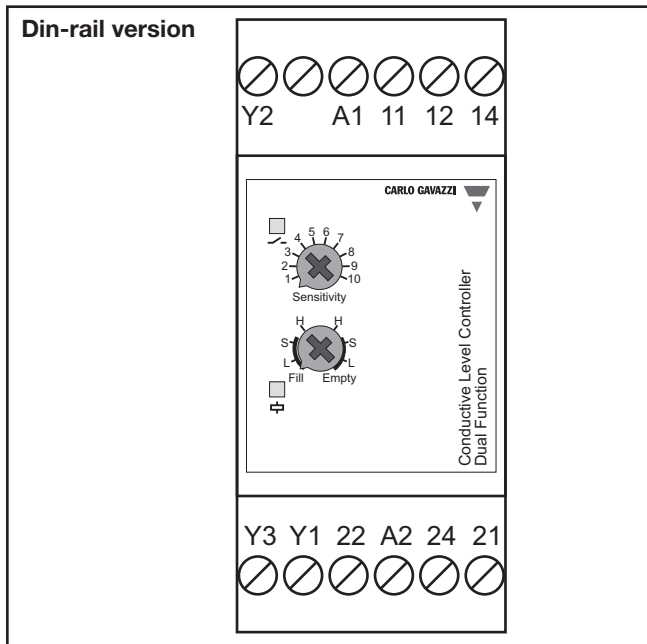 Din-rail version
Y2 A1 11 12 14
CARLO GAVAZZI
1 2 3 4 5 6 7 8 9 10
Sensitivity
H H
S S
L L
Fill Empty
Conductive Level Controller
Dual Function
Y3 Y1 22 A2 24 21